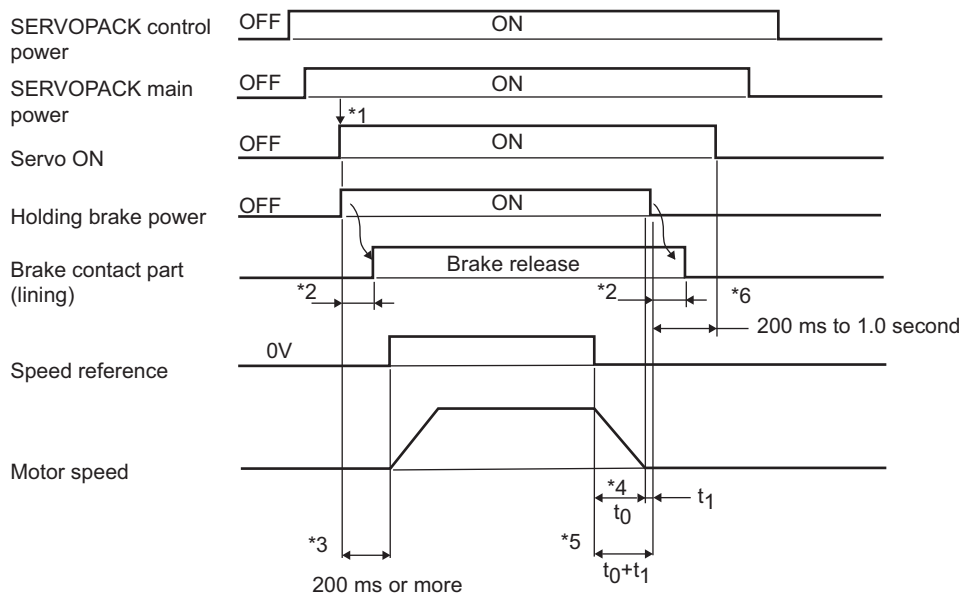 SERVOPACK control
power
OFF
ON
SERVOPACK main
power
OFF
ON
*1
Servo ON
OFF
ON
Holding brake power
OFF
ON
Brake contact part
(lining)
Brake release
*2
*2
*6
200 ms to 1.0 second
Speed reference
0V
Motor speed
*4
t0
t1
*3
*5
200 ms or more
t0+t1